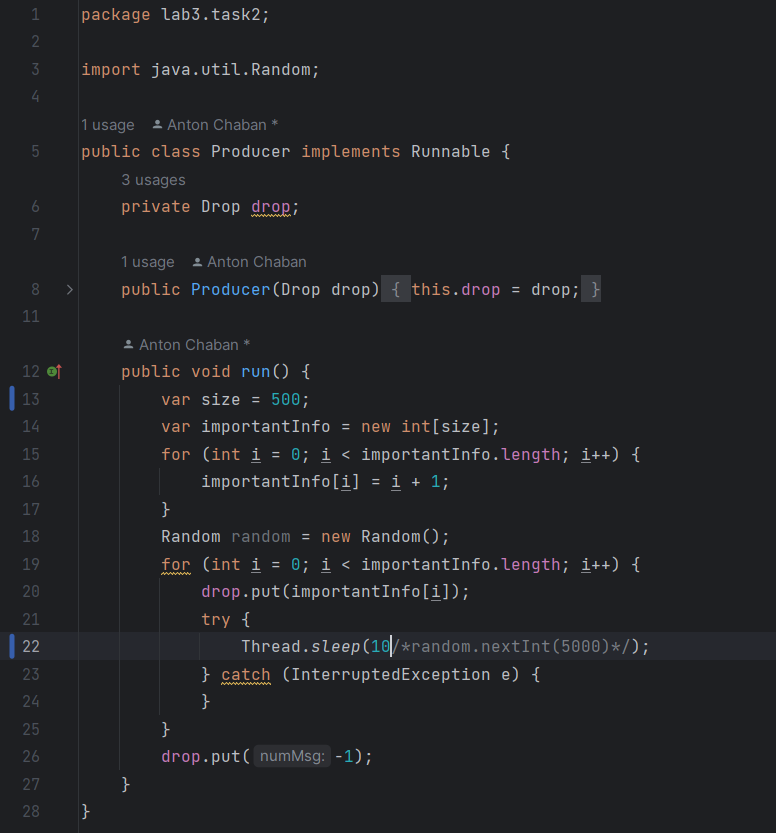 1 package lab3.task2;
2
3 import java.util.Random;
4
1 usage Anton Chaban *
5 public class Producer implements Runnable {
3 usages
6 private Drop drop;
7
1 usage Anton Chaban
8 public Producer(Drop drop) { this.drop = drop; }
11
Anton Chaban *
12 public void run() {
13 var size = 500;
14 var importantInfo = new int[size];
15 for (int i = 0; i < importantInfo.length; i++) {
16 importantInfo[i] = i + 1;
17 }
18 Random random = new Random();
19 for (int i = 0; i < importantInfo.length; i++) {
20 drop.put(importantInfo[i]);
21 try {
22 Thread.sleep(10/*random.nextInt(5000)*/);
23 } catch (InterruptedException e) {
24 }
25 }
26 drop.put( numMsg: -1);
27 }
28 }